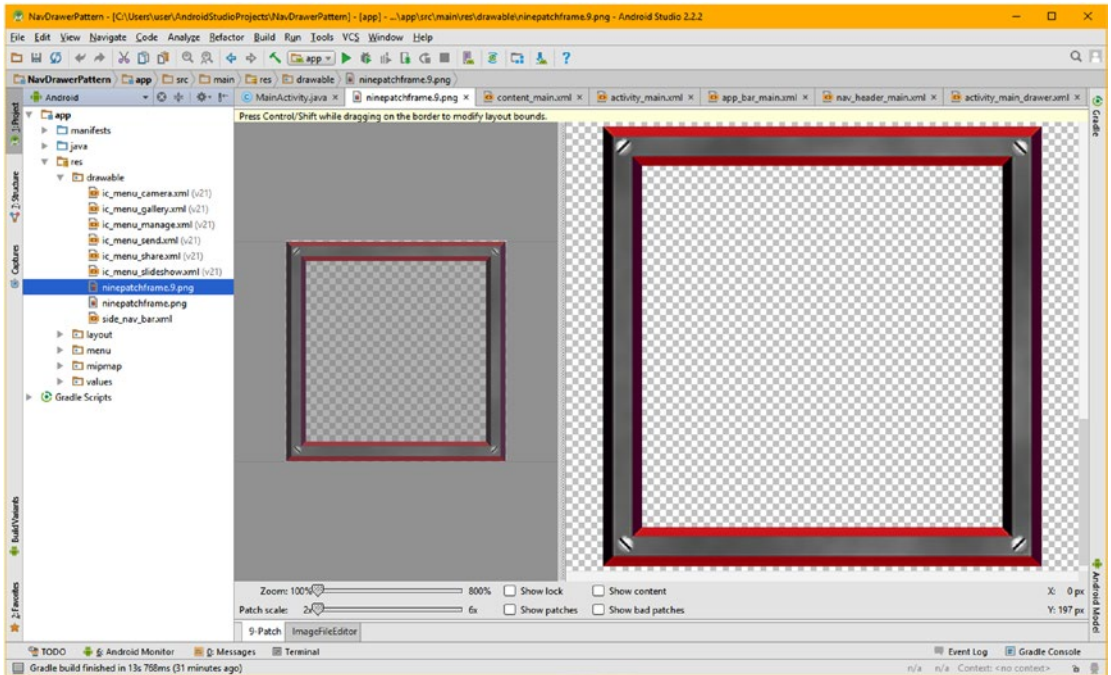 NavDrawerPattern - [C:\Users\user\AndroidStudioProjects\NavDrawerPattern] - [app] - ...\app\src\main\res\drawable\ninepatchframe.9.png - Android Studio 2.2.2
File Edit View Navigate Code Analyze Refactor Build Run Tools VCS Window Help
app
NavDrawerPattern app src main res drawable ninepatchframe.9.png
Android
MainActivity.java × ninepatchframe.9.png × content_main.xml × activity_main.xml × app_bar_main.xml × nav_header_main.xml × activity_main_drawer.xml ×
Press Control/Shift while dragging on the border to modify layout bounds.
1: Project
7: Structure
Captures
Build Variants
2: Favorites
app
manifests
java
res
drawable
ic_menu_camera.xml (v21)
ic_menu_gallery.xml (v21)
ic_menu_manage.xml (v21)
ic_menu_send.xml (v21)
ic_menu_share.xml (v21)
ic_menu_slideshow.xml (v21)
ninepatchframe.9.png
ninepatchframe.png
side_nav_bar.xml
layout
menu
mipmap
values
Gradle Scripts
Gradle
Android Model
Zoom: 100% 800% Show lock Show content X: 0 px
Patch scale: 2x 6x Show patches Show bad patches Y: 197 px
9-Patch ImageFileEditor
TODO 6: Android Monitor 0: Messages Terminal Event Log Gradle Console
Gradle build finished in 13s 768ms (31 minutes ago) n/a n/a Context: <no context>